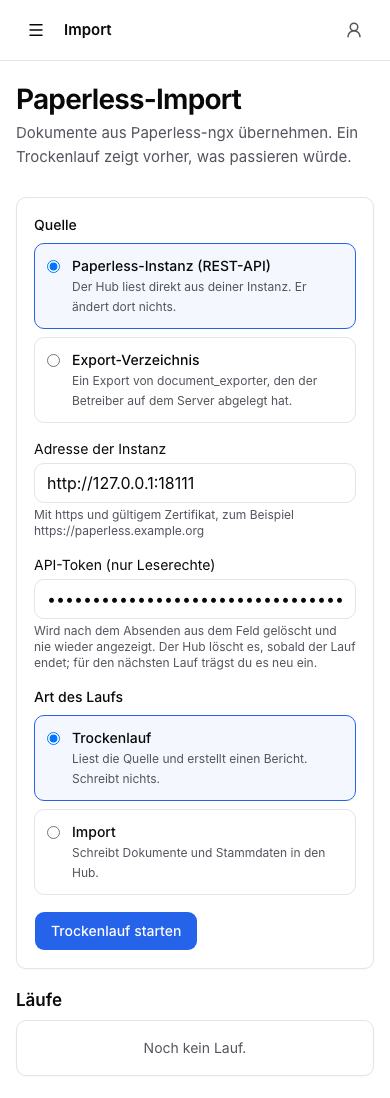 Import
Paperless-Import
Dokumente aus Paperless-ngx übernehmen. Ein
Trockenlauf zeigt vorher, was passieren würde.
Quelle
Paperless-Instanz (REST-API)
Der Hub liest direkt aus deiner Instanz. Er
ändert dort nichts.
Export-Verzeichnis
Ein Export von document_exporter, den der
Betreiber auf dem Server abgelegt hat.
Adresse der Instanz
http://127.0.0.1:18111
Mit https und gültigem Zertifikat, zum Beispiel
https://paperless.example.org
API-Token (nur Leserechte)
Wird nach dem Absenden aus dem Feld gelöscht und
nie wieder angezeigt. Der Hub löscht es, sobald der Lauf
endet; für den nächsten Lauf trägst du es neu ein.
Art des Laufs
Trockenlauf
Liest die Quelle und erstellt einen Bericht.
Schreibt nichts.
Import
Schreibt Dokumente und Stammdaten in den
Hub.
Trockenlauf starten
Läufe
Noch kein Lauf.